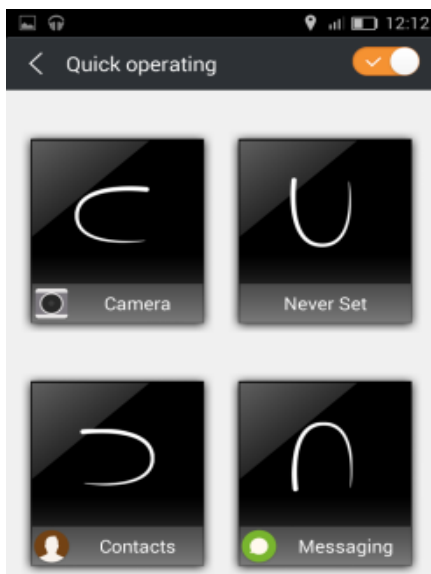 12:12
Quick operating
Camera
Never Set
Contacts
Messaging